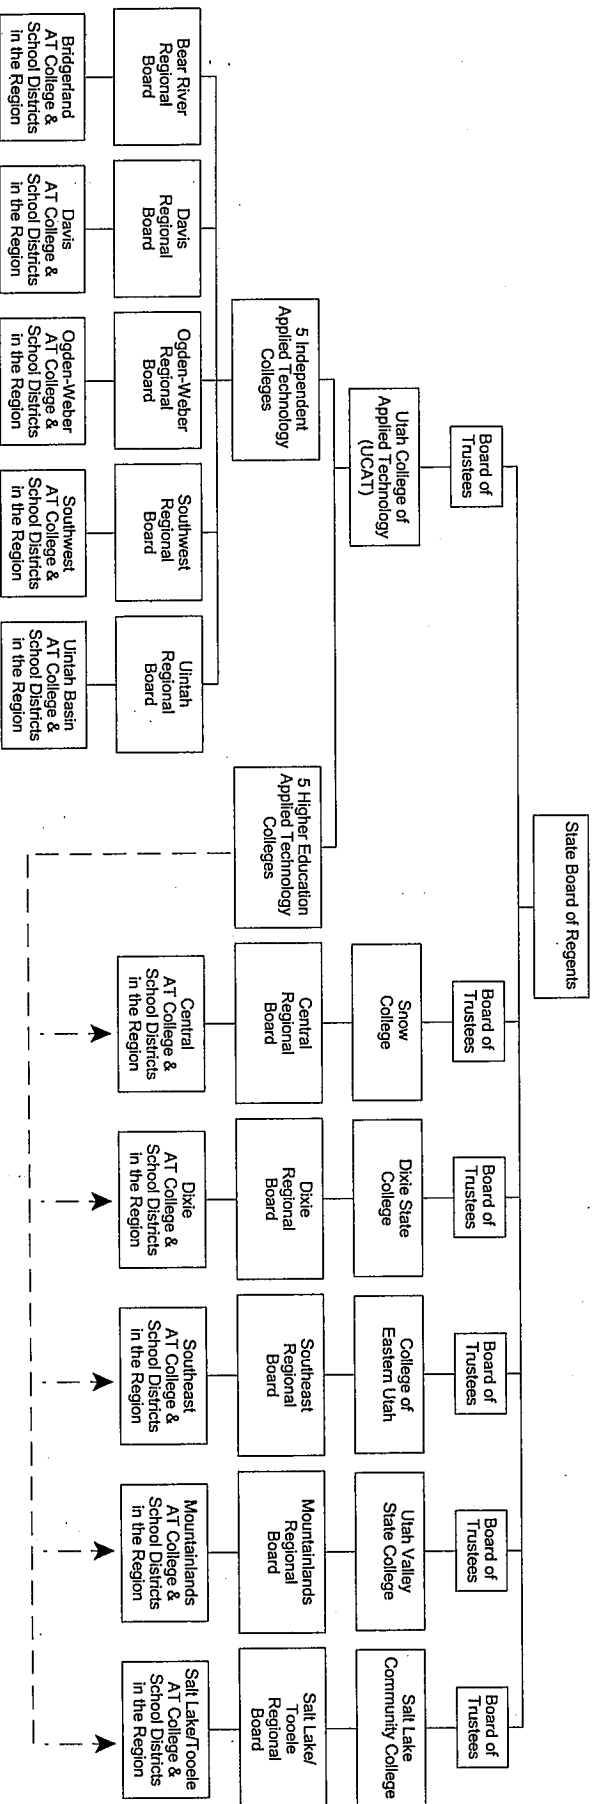 State Board of Regents
Board of
Trustees
Board of
Trustees
Board of
Trustees
Board of
Trustees
Board of
Trustees
Board of
Trustees
Utah College of
Applied Technology
(UCAT)
Snow
College
Dixie State
College
College of
Eastern Utah
Utah Valley
State College
Salt Lake
Community College
5 Independent
Applied Technology
Colleges
5 Higher Education
Applied Technology
Colleges
Central
Regional
Board
Dixie
Regional
Board
Southeast
Regional
Board
Mountainlands
Regional
Board
Salt Lake/
Tooele
Regional
Board
Bear River
Regional
Board
Davis
Regional
Board
Ogden-Weber
Regional
Board
Southwest
Regional
Board
Uintah
Regional
Board
Central
AT College &
School Districts
in the Region
Dixie
AT College &
School Districts
in the Region
Southeast
AT College &
School Districts
in the Region
Mountainlands
AT College &
School Districts
in the Region
Salt Lake/Tooele
AT College &
School Districts
in the Region
Bridgerland
AT College &
School Districts
in the Region
Davis
AT College &
School Districts
in the Region
Ogden-Weber
AT College &
School Districts
in the Region
Southwest
AT College &
School Districts
in the Region
Uintah Basin
AT College &
School Districts
in the Region